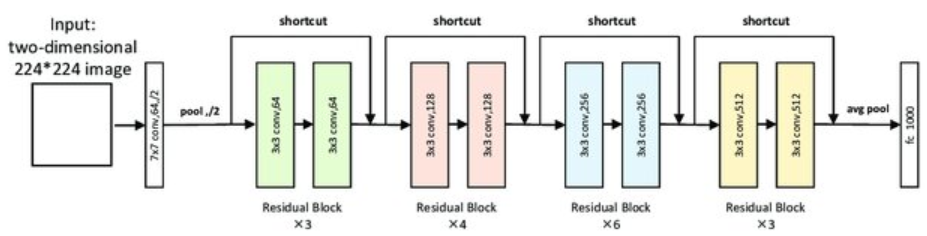 Input:
two-dimensional
224*224 image
7x7 conv,64,/2
pool,/2
shortcut
3x3 conv,64
3x3 conv,64
Residual Block
×3
shortcut
3x3 conv,128
3x3 conv,128
Residual Block
×4
shortcut
3x3 conv,256
3x3 conv,256
Residual Block
×6
shortcut
3x3 conv,512
3x3 conv,512
Residual Block
×3
avg pool
fc 1000